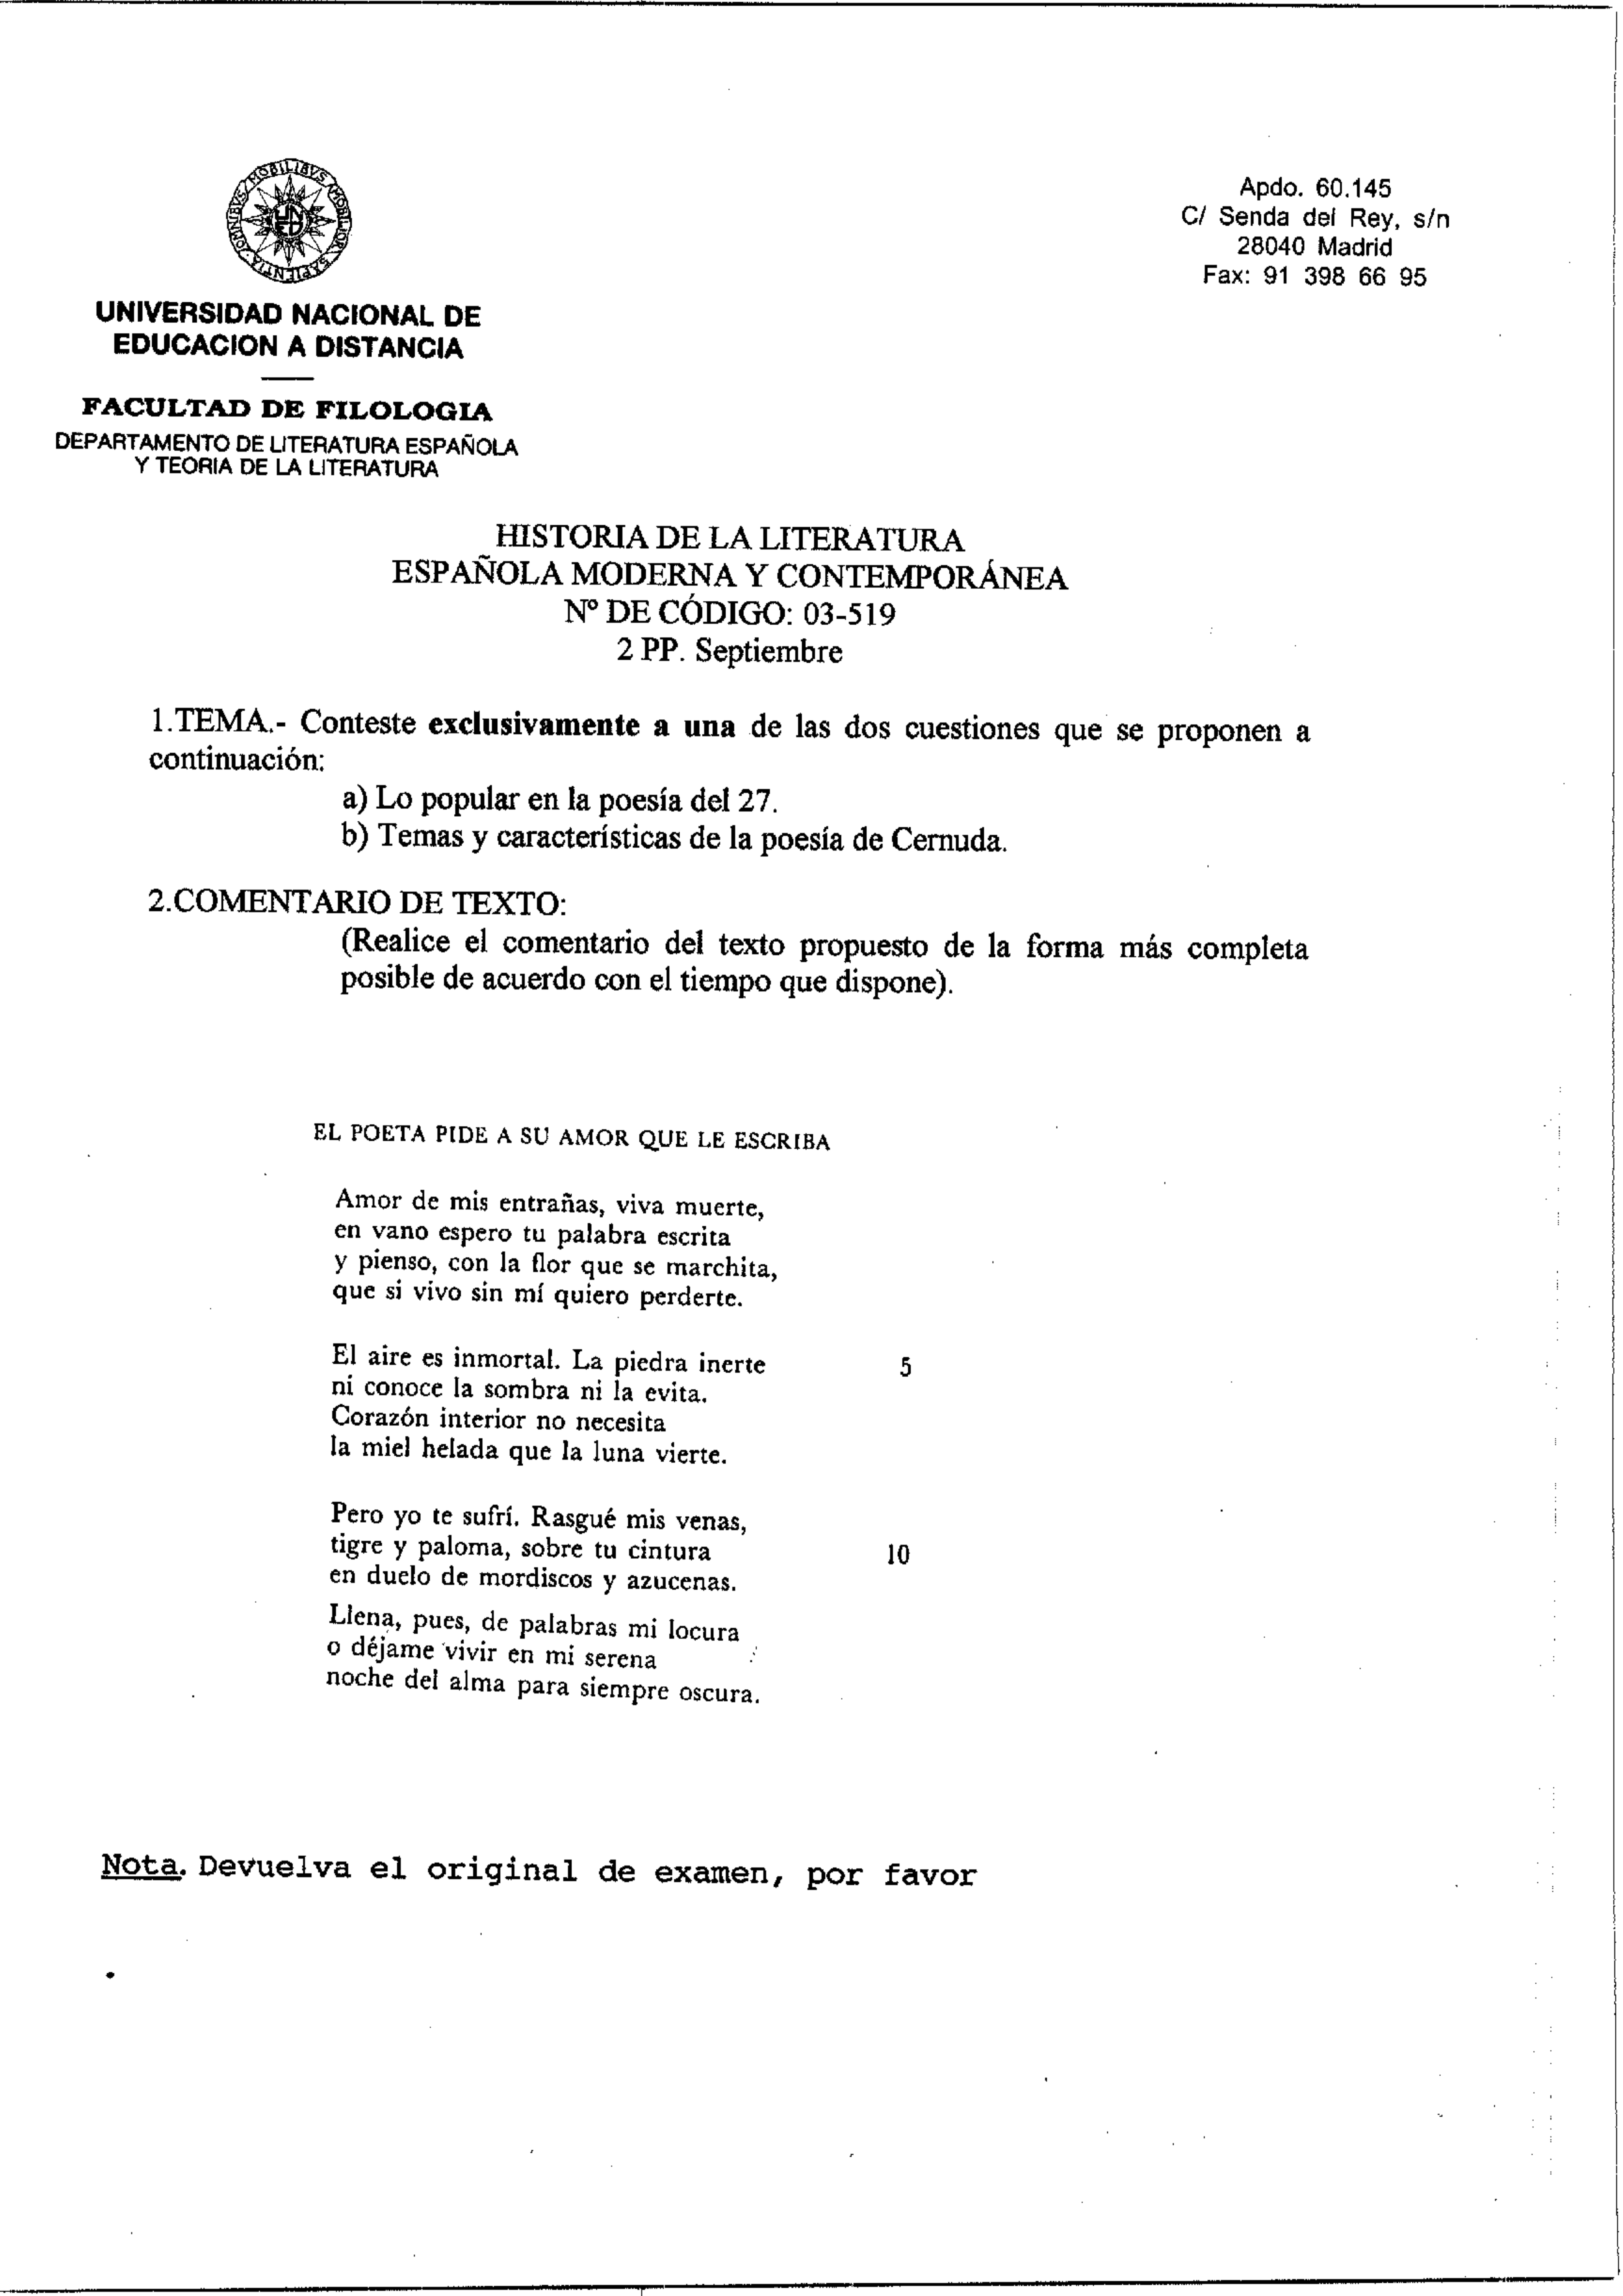 OMNIBVS MOBILIBVS MOBILIOR SAPIENTIA
UNED
Apdo. 60.145
C/ Senda del Rey, s/n
28040 Madrid
Fax: 91 398 66 95
UNIVERSIDAD NACIONAL DE
EDUCACION A DISTANCIA
FACULTAD DE FILOLOGIA
DEPARTAMENTO DE LITERATURA ESPAÑOLA
Y TEORIA DE LA LITERATURA
HISTORIA DE LA LITERATURA
ESPAÑOLA MODERNA Y CONTEMPORÁNEA
Nº DE CÓDIGO: 03-519
2 PP. Septiembre
1.TEMA.- Conteste exclusivamente a una de las dos cuestiones que se proponen a
continuación:
a) Lo popular en la poesía del 27.
b) Temas y características de la poesía de Cernuda.
2.COMENTARIO DE TEXTO:
(Realice el comentario del texto propuesto de la forma más completa
posible de acuerdo con el tiempo que dispone).
EL POETA PIDE A SU AMOR QUE LE ESCRIBA
Amor de mis entrañas, viva muerte,
en vano espero tu palabra escrita
y pienso, con la flor que se marchita,
que si vivo sin mí quiero perderte.
El aire es inmortal. La piedra inerte 5
ni conoce la sombra ni la evita.
Corazón interior no necesita
la miel helada que la luna vierte.
Pero yo te sufrí. Rasgué mis venas,
tigre y paloma, sobre tu cintura 10
en duelo de mordiscos y azucenas.
Llena, pues, de palabras mi locura
o déjame vivir en mi serena
noche del alma para siempre oscura.
Nota. Devuelva el original de examen, por favor